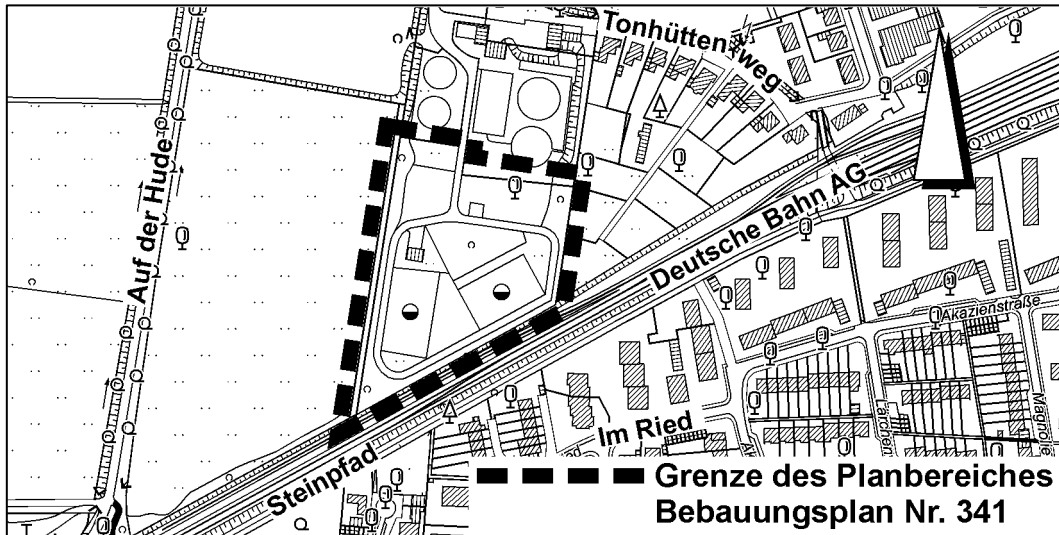 Tonhüttenweg
Auf der Hude
Deutsche Bahn AG
Akazienstraße
Steinpfad
Im Ried
Grenze des Planbereiches
Bebauungsplan Nr. 341